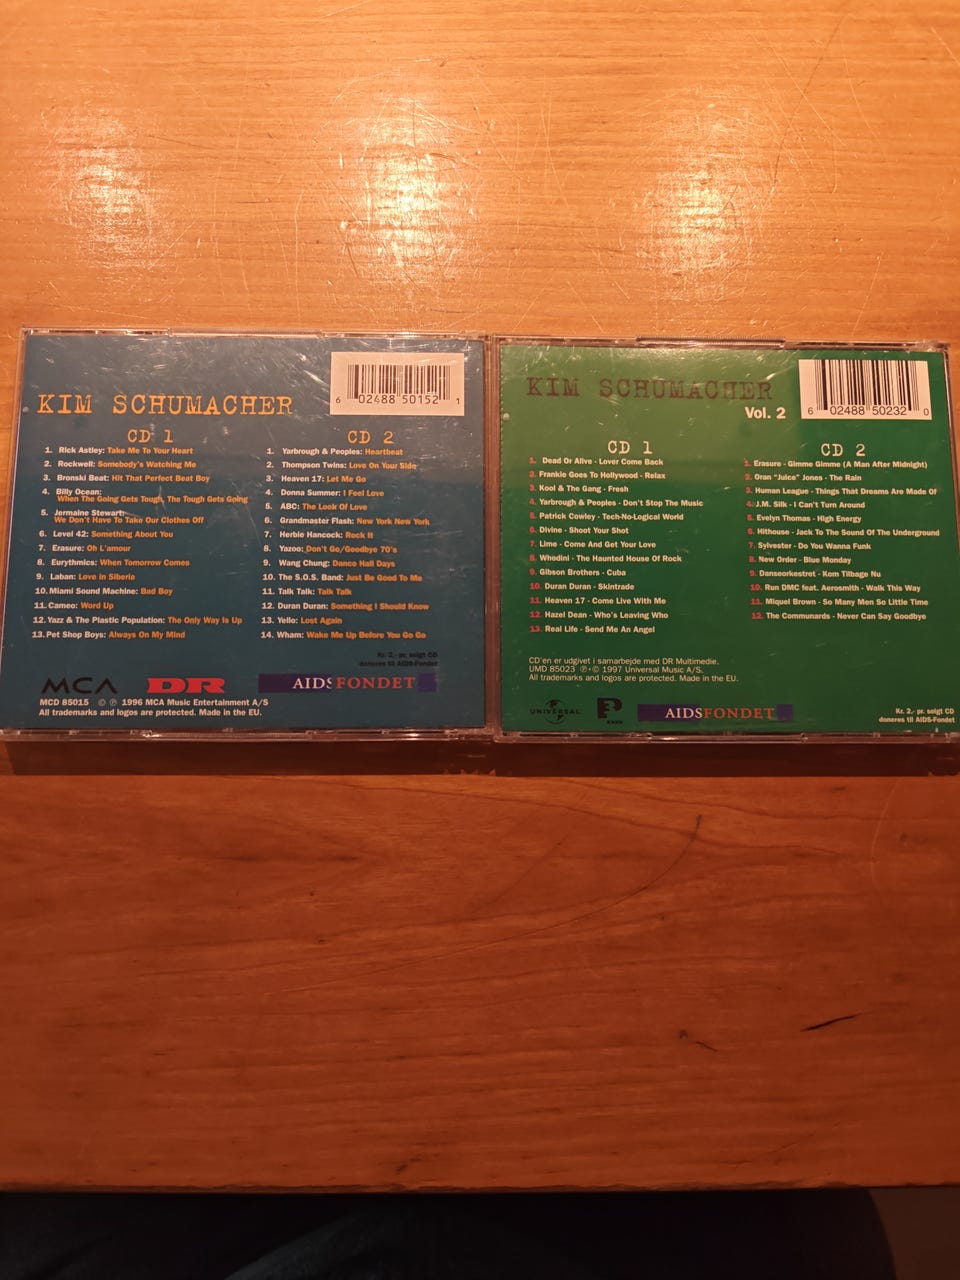 KIM SCHUMACHER
6 02488 50152 1
CD 1
1. Rick Astley: Take Me To Your Heart
2. Rockwell: Somebody's Watching Me
3. Bronski Beat: Hit That Perfect Beat Boy
4. Billy Ocean:
When The Going Gets Tough, The Tough Gets Going
5. Jermaine Stewart:
We Don't Have To Take Our Clothes Off
6. Level 42: Something About You
7. Erasure: Oh L'amour
8. Eurythmics: When Tomorrow Comes
9. Laban: Love in Siberia
10. Miami Sound Machine: Bad Boy
11. Cameo: Word Up
12. Yazz & The Plastic Population: The Only Way Is Up
13. Pet Shop Boys: Always On My Mind
CD 2
1. Yarbrough & Peoples: Heartbeat
2. Thompson Twins: Love On Your Side
3. Heaven 17: Let Me Go
4. Donna Summer: I Feel Love
5. ABC: The Look Of Love
6. Grandmaster Flash: New York New York
7. Herbie Hancock: Rock It
8. Yazoo: Don't Go/Goodbye 70's
9. Wang Chung: Dance Hall Days
10. The S.O.S. Band: Just Be Good To Me
11. Talk Talk: Talk Talk
12. Duran Duran: Something I Should Know
13. Yello: Lost Again
14. Wham: Wake Me Up Before You Go Go
Kr. 2,- pr. solgt CD
doneres til AIDS-Fondet
MCA DR AIDSFONDET
MCD 85015 © ℗ 1996 MCA Music Entertainment A/S
All trademarks and logos are protected. Made in the EU.
KIM SCHUMACHER
Vol. 2
6 02488 50232 0
CD 1
1. Dead Or Alive - Lover Come Back
2. Frankie Goes To Hollywood - Relax
3. Kool & The Gang - Fresh
4. Yarbrough & Peoples - Don't Stop The Music
5. Patrick Cowley - Tech-No-Logical World
6. Divine - Shoot Your Shot
7. Lime - Come And Get Your Love
8. Whodini - The Haunted House Of Rock
9. Gibson Brothers - Cuba
10. Duran Duran - Skintrade
11. Heaven 17 - Come Live With Me
12. Hazel Dean - Who's Leaving Who
13. Real Life - Send Me An Angel
CD 2
1. Erasure - Gimme Gimme (A Man After Midnight)
2. Oran "Juice" Jones - The Rain
3. Human League - Things That Dreams Are Made Of
4. J.M. Silk - I Can't Turn Around
5. Evelyn Thomas - High Energy
6. Hithouse - Jack To The Sound Of The Underground
7. Sylvester - Do You Wanna Funk
8. New Order - Blue Monday
9. Danseorkestret - Kom Tilbage Nu
10. Run DMC feat. Aerosmith - Walk This Way
11. Miquel Brown - So Many Men So Little Time
12. The Communards - Never Can Say Goodbye
CD'en er udgivet i samarbejde med DR Multimedie.
UMD 85023 ℗ · © 1997 Universal Music A/S.
All trademarks and logos are protected. Made in the EU.
UNIVERSAL P3 AIDSFONDET
Kr. 2,- pr. solgt CD
doneres til AIDS-Fondet